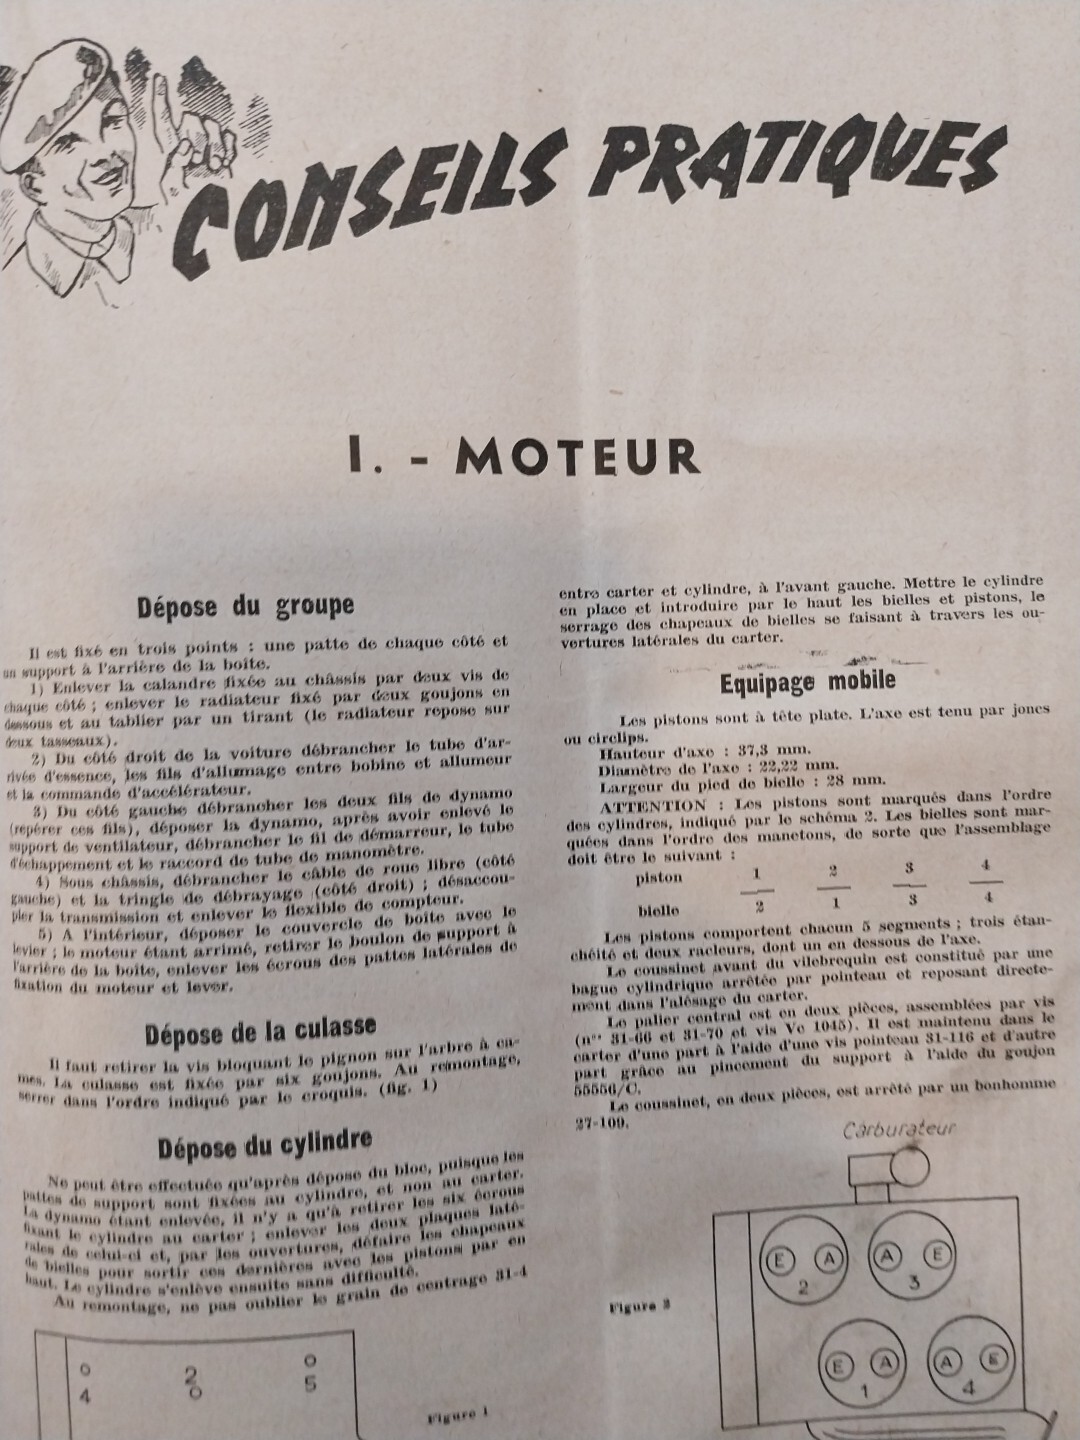 CONSEILS PRATIQUES
I. - MOTEUR
Dépose du groupe
Il est fixé en trois points : une patte de chaque côté et
un support à l'arrière de la boîte.
1) Enlever la calandre fixée au châssis par deux vis de
chaque côté ; enlever le radiateur fixé par deux goujons en
dessous et au tablier par un tirant (le radiateur repose sur
deux tasseaux).
2) Du côté droit de la voiture débrancher le tube d'ar-
rivée d'essence, les fils d'allumage entre bobine et allumeur
et la commande d'accélérateur.
3) Du côté gauche débrancher les deux fils de dynamo
(repérer ces fils), déposer la dynamo, après avoir enlevé le
support de ventilateur, débrancher le fil de démarreur, le tube
d'échappement et le raccord de tube de manomètre.
4) Sous châssis, débrancher le câble de roue libre (côté
gauche) et la tringle de débrayage (côté droit) ; désaccou-
pler la transmission et enlever le flexible de compteur.
5) A l'intérieur, déposer le couvercle de boîte avec le
levier ; le moteur étant arrimé, retirer le boulon de support à
l'arrière de la boîte, enlever les écrous des pattes latérales de
fixation du moteur et lever.
Dépose de la culasse
Il faut retirer la vis bloquant le pignon sur l'arbre à ca-
mes. La culasse est fixée par six goujons. Au remontage,
serrer dans l'ordre indiqué par le croquis. (fig. 1)
Dépose du cylindre
Ne peut être effectuée qu'après dépose du bloc, puisque les
pattes de support sont fixées au cylindre, et non au carter.
La dynamo étant enlevée, il n'y a qu'à retirer les six écrous
fixant le cylindre au carter ; enlever les deux plaques laté-
rales de celui-ci et, par les ouvertures, défaire les chapeaux
de bielles pour sortir ces dernières avec les pistons par en
haut. Le cylindre s'enlève ensuite sans difficulté.
Au remontage, ne pas oublier le grain de centrage 31-4
4
2
5
Figure 1
entre carter et cylindre, à l'avant gauche. Mettre le cylindre
en place et introduire par le haut les bielles et pistons, le
serrage des chapeaux de bielles se faisant à travers les ou-
vertures latérales du carter.
Equipage mobile
Les pistons sont à tête plate. L'axe est tenu par joncs
ou circlips.
Hauteur d'axe : 37,3 mm.
Diamètre de l'axe : 22,22 mm.
Largeur du pied de bielle : 28 mm.
ATTENTION : Les pistons sont marqués dans l'ordre
des cylindres, indiqué par le schéma 2. Les bielles sont mar-
quées dans l'ordre des manetons, de sorte que l'assemblage
doit être le suivant :
piston 1 2 3 4
bielle 2 1 3 4
Les pistons comportent chacun 5 segments ; trois étan-
chéité et deux racleurs, dont un en dessous de l'axe.
Le coussinet avant du vilebrequin est constitué par une
bague cylindrique arrêtée par pointeau et reposant directe-
ment dans l'alésage du carter.
Le palier central est en deux pièces, assemblées par vis
(nos 31-66 et 31-70 et vis Vc 1045). Il est maintenu dans le
carter d'une part à l'aide d'une vis pointeau 31-116 et d'autre
part grâce au pincement du support à l'aide du goujon
55556/C.
Le coussinet, en deux pièces, est arrêté par un bonhomme
27-109.
Carburateur
E A A E
2 3
Figure 2
E A A E
1 4